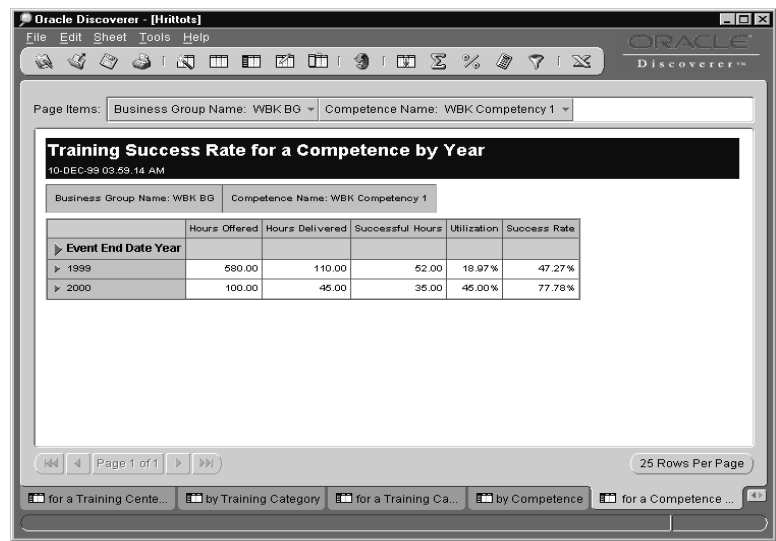 Oracle Discoverer - [Hrittots]
File Edit Sheet Tools Help
ORACLE
Discoverer™
Page Items: Business Group Name: WBK BG Competence Name: WBK Competency 1
Training Success Rate for a Competence by Year
10-DEC-99 03.59.14 AM
Business Group Name: WBK BG Competence Name: WBK Competency 1
Hours Offered Hours Delivered Successful Hours Utilization Success Rate
Event End Date Year
1999 580.00 110.00 52.00 18.97% 47.27%
2000 100.00 45.00 35.00 45.00% 77.78%
Page 1 of 1 25 Rows Per Page
for a Training Cente... by Training Category for a Training Ca... by Competence for a Competence ...